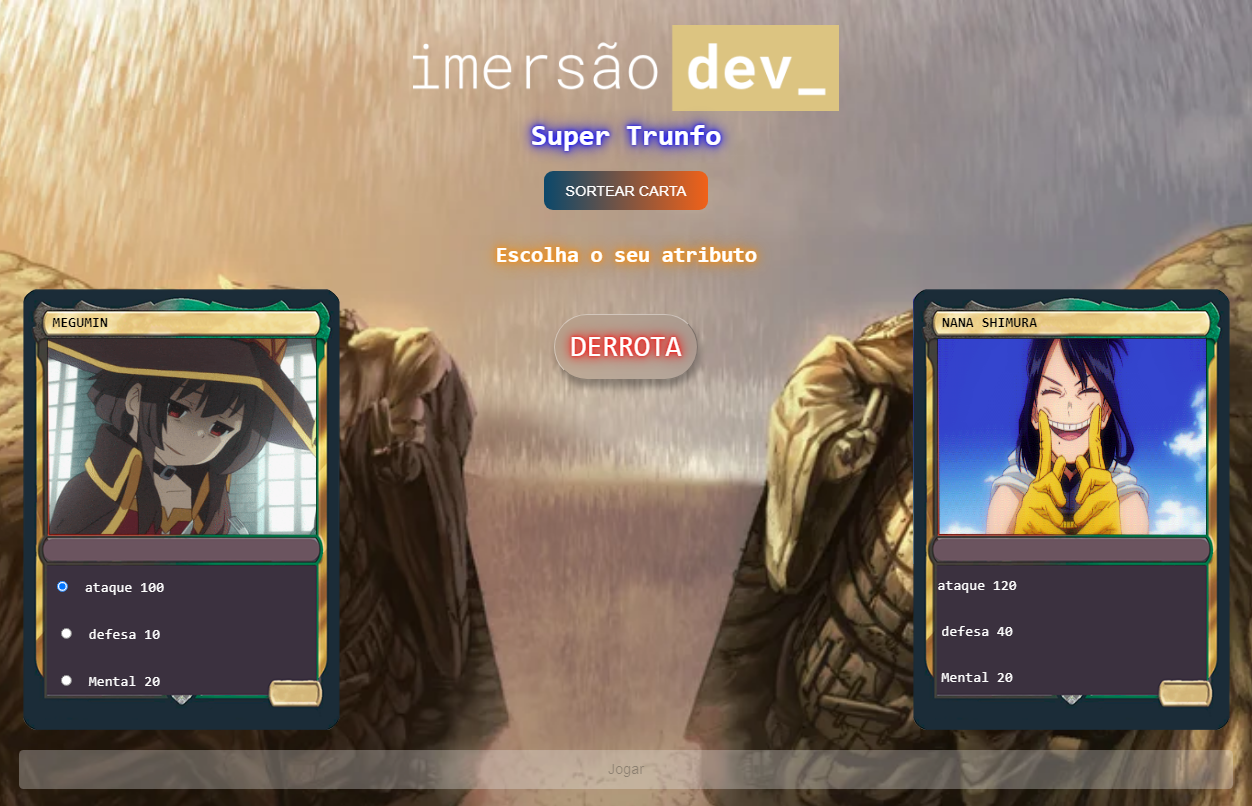 imersão dev_
Super Trunfo
SORTEAR CARTA
Escolha o seu atributo
MEGUMIN
ataque 100
defesa 10
Mental 20
DERROTA
NANA SHIMURA
ataque 120
defesa 40
Mental 20
Jogar